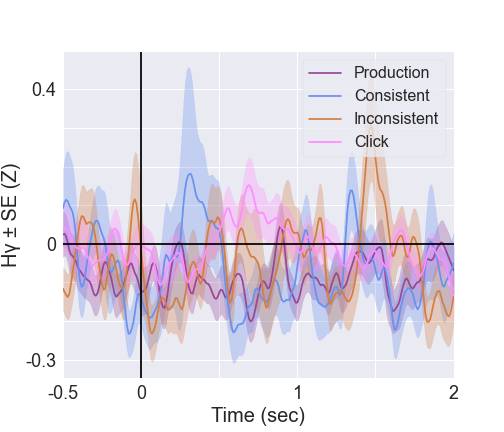 Production
Consistent
Inconsistent
Click
0.4
0
-0.3
Hγ ± SE (Z)
-0.5
0
1
2
Time (sec)